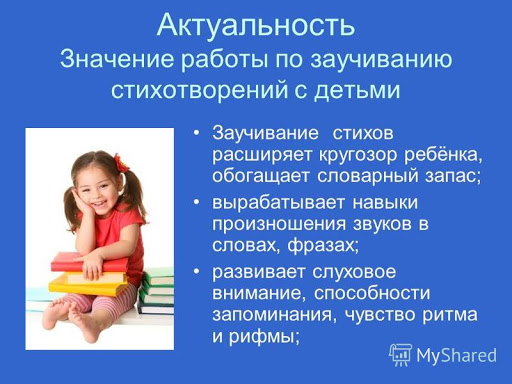 Актуальность
Значение работы по заучиванию
стихотворений с детьми
• Заучивание стихов
расширяет кругозор ребёнка,
обогащает словарный запас;
• вырабатывает навыки
произношения звуков в
словах, фразах;
• развивает слуховое
внимание, способности
запоминания, чувство ритма
и рифмы;
MyShared